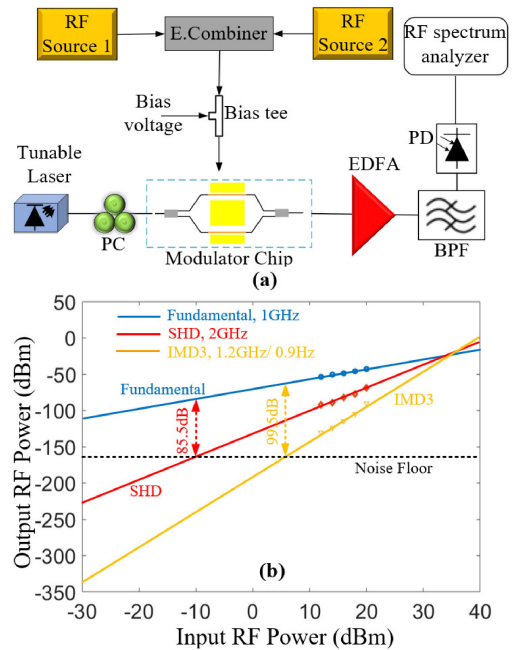 RF
Source 1
E.Combiner
RF
Source 2
RF spectrum
analyzer
Bias
voltage
Bias tee
PD
Tunable
Laser
EDFA
PC
Modulator Chip
BPF
(a)
Output RF Power (dBm)
50
0
-50
-100
-150
-200
-250
-300
-350
Fundamental, 1GHz
SHD, 2GHz
IMD3, 1.2GHz/ 0.9Hz
Fundamental
85.5dB
99.5dB
IMD3
Noise Floor
SHD
(b)
-30
-20
-10
0
10
20
30
40
Input RF Power (dBm)